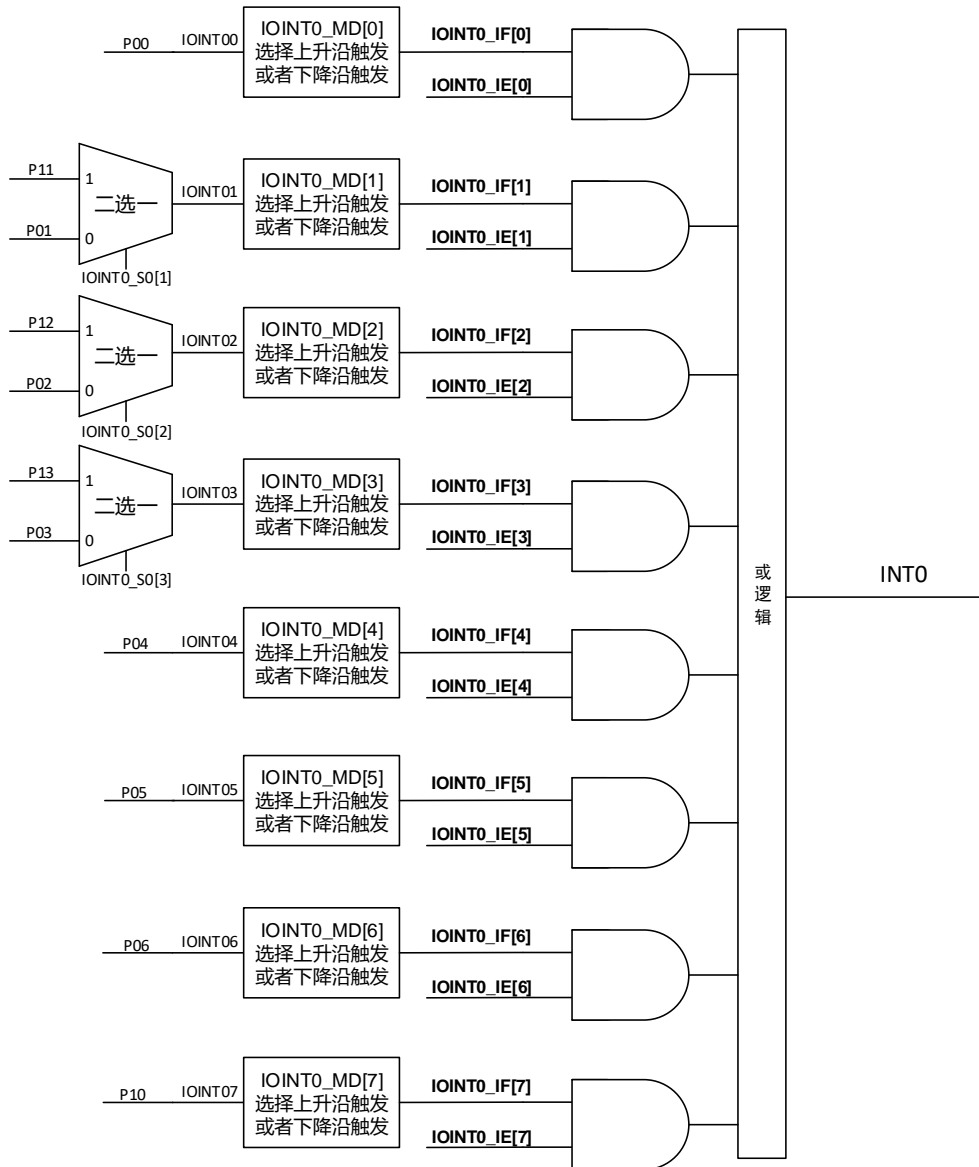 P00
IOINT00
IOINT0_MD[0]
选择上升沿触发
或者下降沿触发
IOINT0_IF[0]
IOINT0_IE[0]
P11
1
二选一
P01
0
IOINT0_S0[1]
IOINT01
IOINT0_MD[1]
选择上升沿触发
或者下降沿触发
IOINT0_IF[1]
IOINT0_IE[1]
P12
1
二选一
P02
0
IOINT0_S0[2]
IOINT02
IOINT0_MD[2]
选择上升沿触发
或者下降沿触发
IOINT0_IF[2]
IOINT0_IE[2]
P13
1
二选一
P03
0
IOINT0_S0[3]
IOINT03
IOINT0_MD[3]
选择上升沿触发
或者下降沿触发
IOINT0_IF[3]
IOINT0_IE[3]
P04
IOINT04
IOINT0_MD[4]
选择上升沿触发
或者下降沿触发
IOINT0_IF[4]
IOINT0_IE[4]
P05
IOINT05
IOINT0_MD[5]
选择上升沿触发
或者下降沿触发
IOINT0_IF[5]
IOINT0_IE[5]
P06
IOINT06
IOINT0_MD[6]
选择上升沿触发
或者下降沿触发
IOINT0_IF[6]
IOINT0_IE[6]
P10
IOINT07
IOINT0_MD[7]
选择上升沿触发
或者下降沿触发
IOINT0_IF[7]
IOINT0_IE[7]
或逻辑
INT0